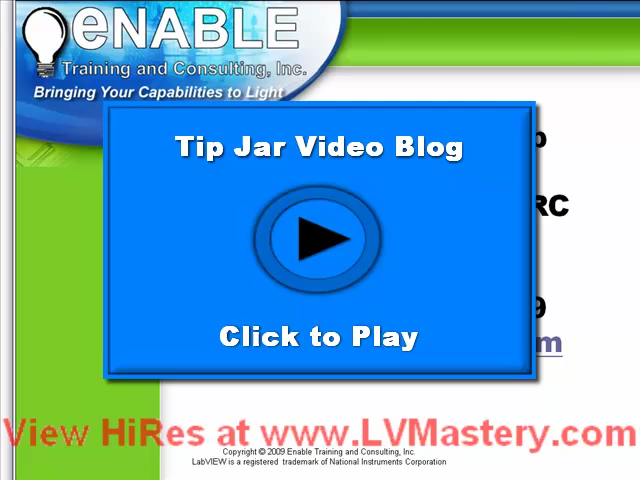 eNABLE
Training and Consulting, Inc.
Bringing Your Capabilities to Light
Tip Jar Video Blog
Click to Play
View HiRes at www.LVMastery.com
Copyright © 2009 Enable Training and Consulting, Inc.
LabVIEW is a registered trademark of National Instruments Corporation